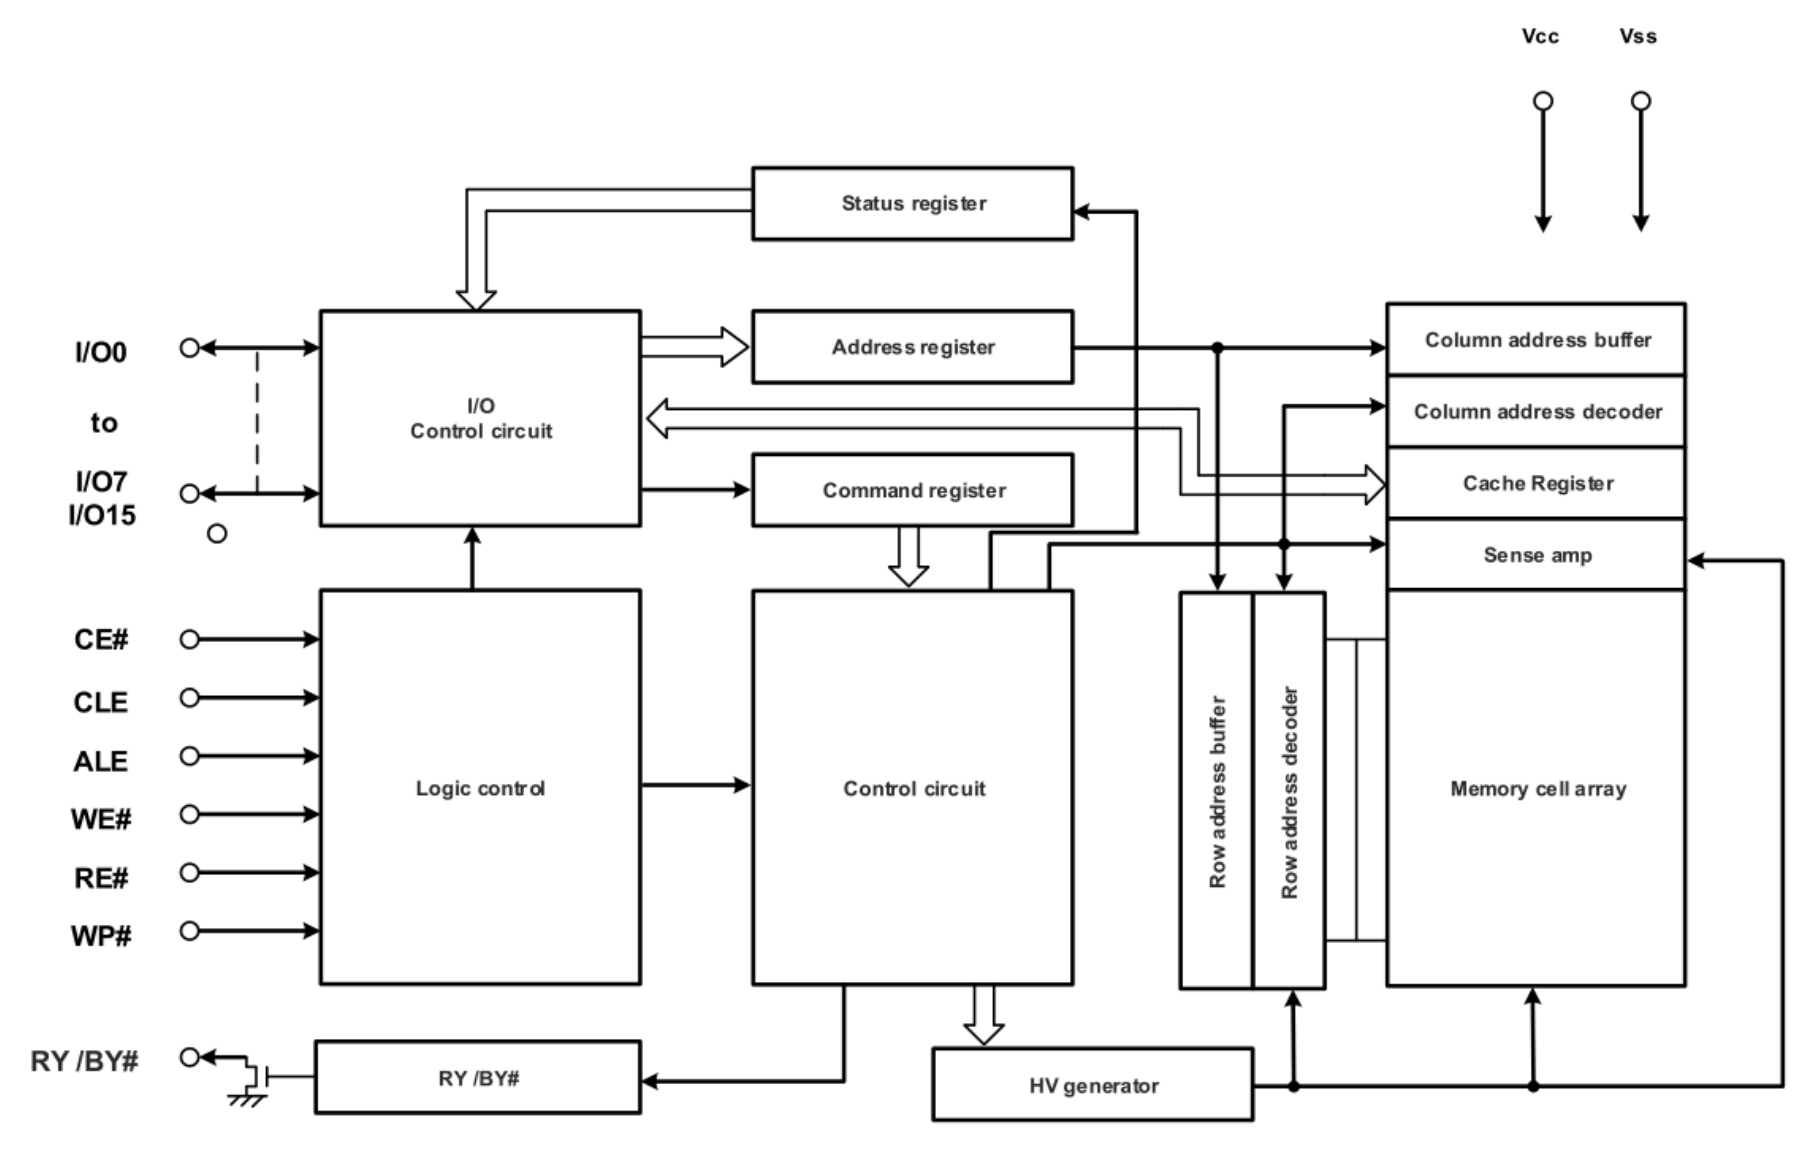 Vcc
Vss
Status register
I/O0
to
I/O7
I/O15
I/O
Control circuit
Address register
Command register
Column address buffer
Column address decoder
Cache Register
Sense amp
CE#
CLE
ALE
WE#
RE#
WP#
Logic control
Control circuit
Row address buffer
Row address decoder
Memory cell array
RY /BY#
RY /BY#
HV generator